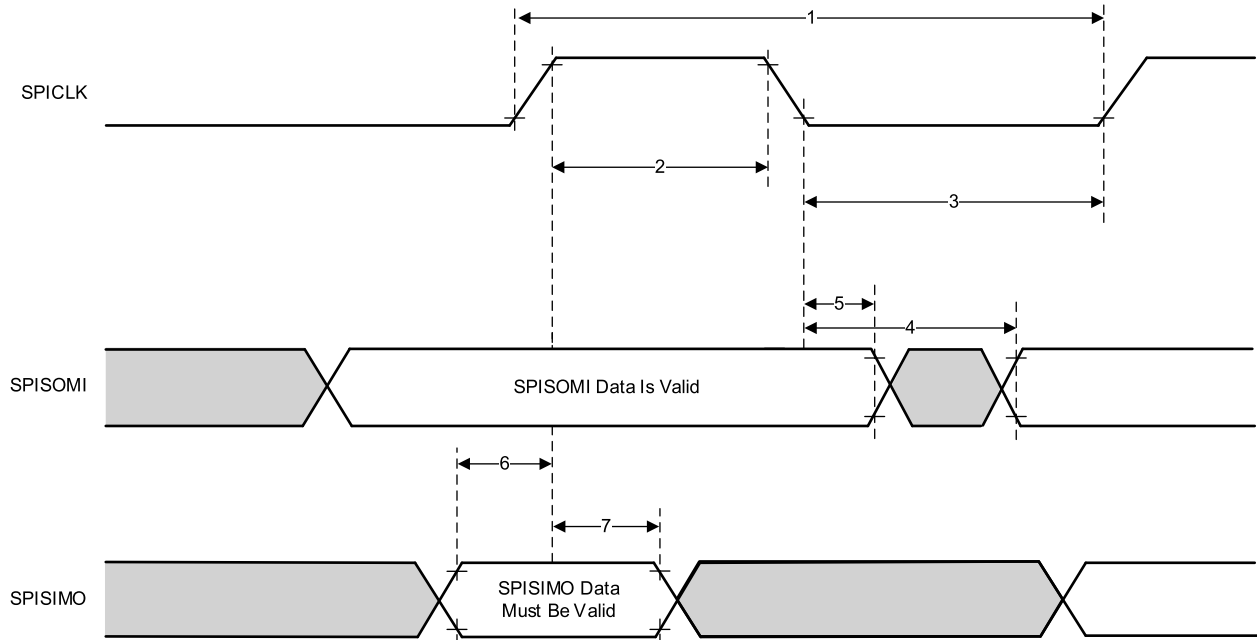 1
SPICLK
2
3
5
4
SPISOMI
SPISOMI Data Is Valid
6
7
SPISIMO
SPISIMO Data
Must Be Valid